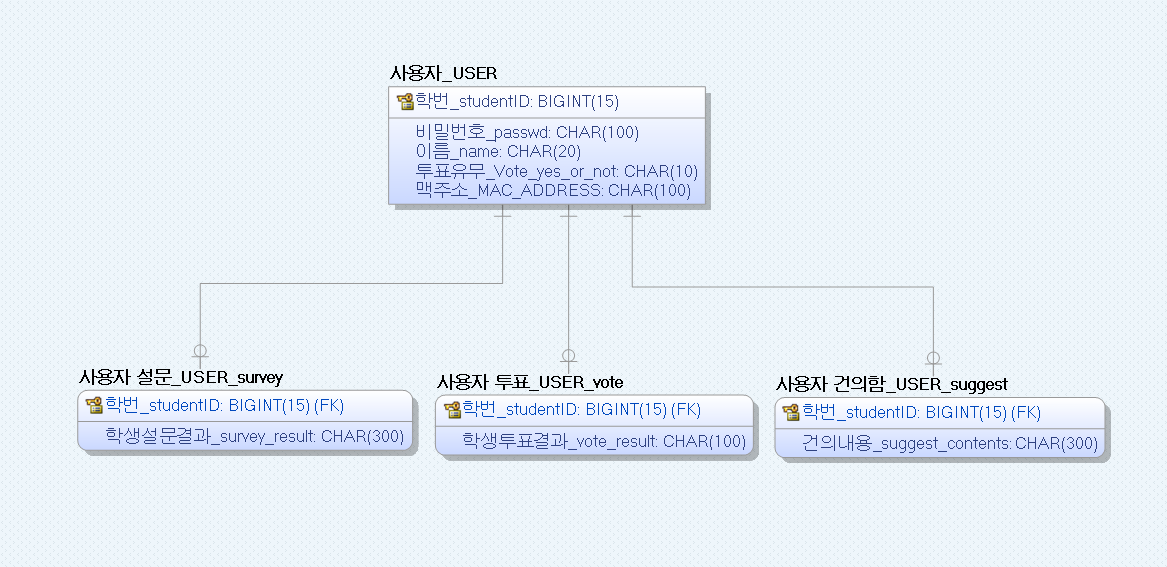 사용자_USER
학번_studentID: BIGINT(15)
비밀번호_passwd: CHAR(100)
이름_name: CHAR(20)
투표유무_Vote_yes_or_not: CHAR(10)
맥주소_MAC_ADDRESS: CHAR(100)
사용자 설문_USER_survey
학번_studentID: BIGINT(15) (FK)
학생설문결과_survey_result: CHAR(300)
사용자 투표_USER_vote
학번_studentID: BIGINT(15) (FK)
학생투표결과_vote_result: CHAR(100)
사용자 건의함_USER_suggest
학번_studentID: BIGINT(15) (FK)
건의내용_suggest_contents: CHAR(300)